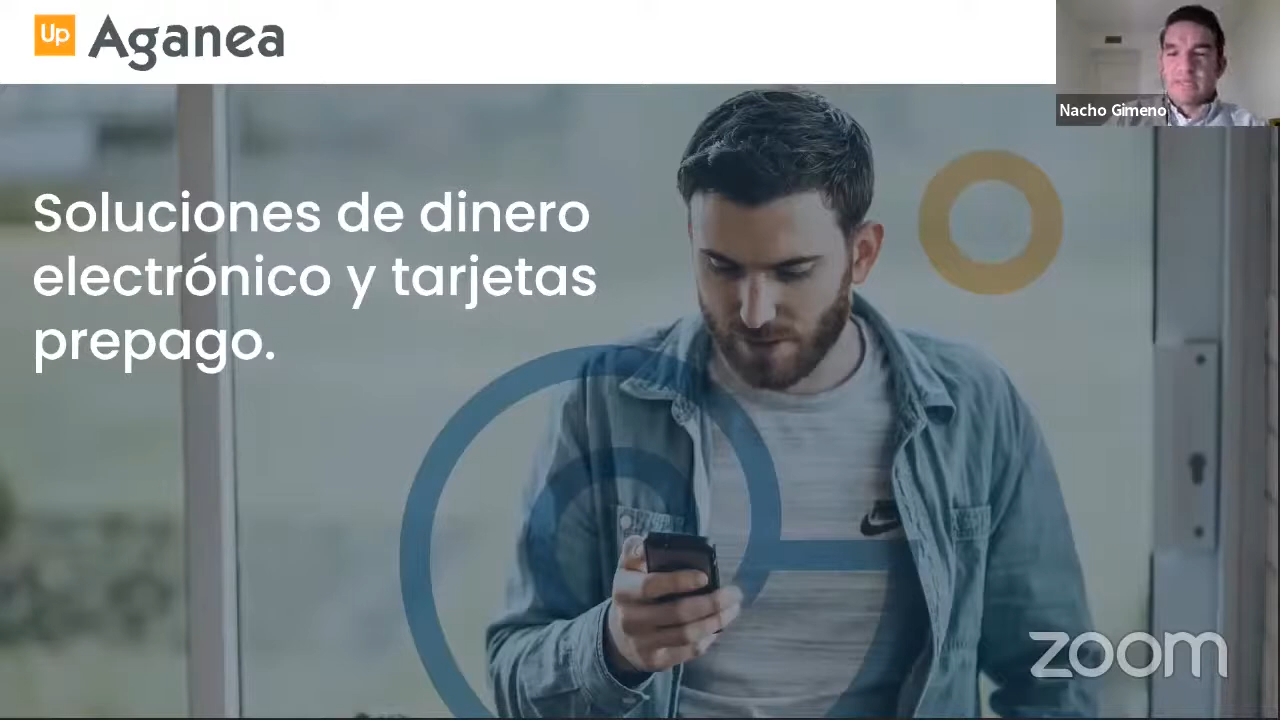 Up Aganea
Nacho Gimeno
Soluciones de dinero
electrónico y tarjetas
prepago.
zoom